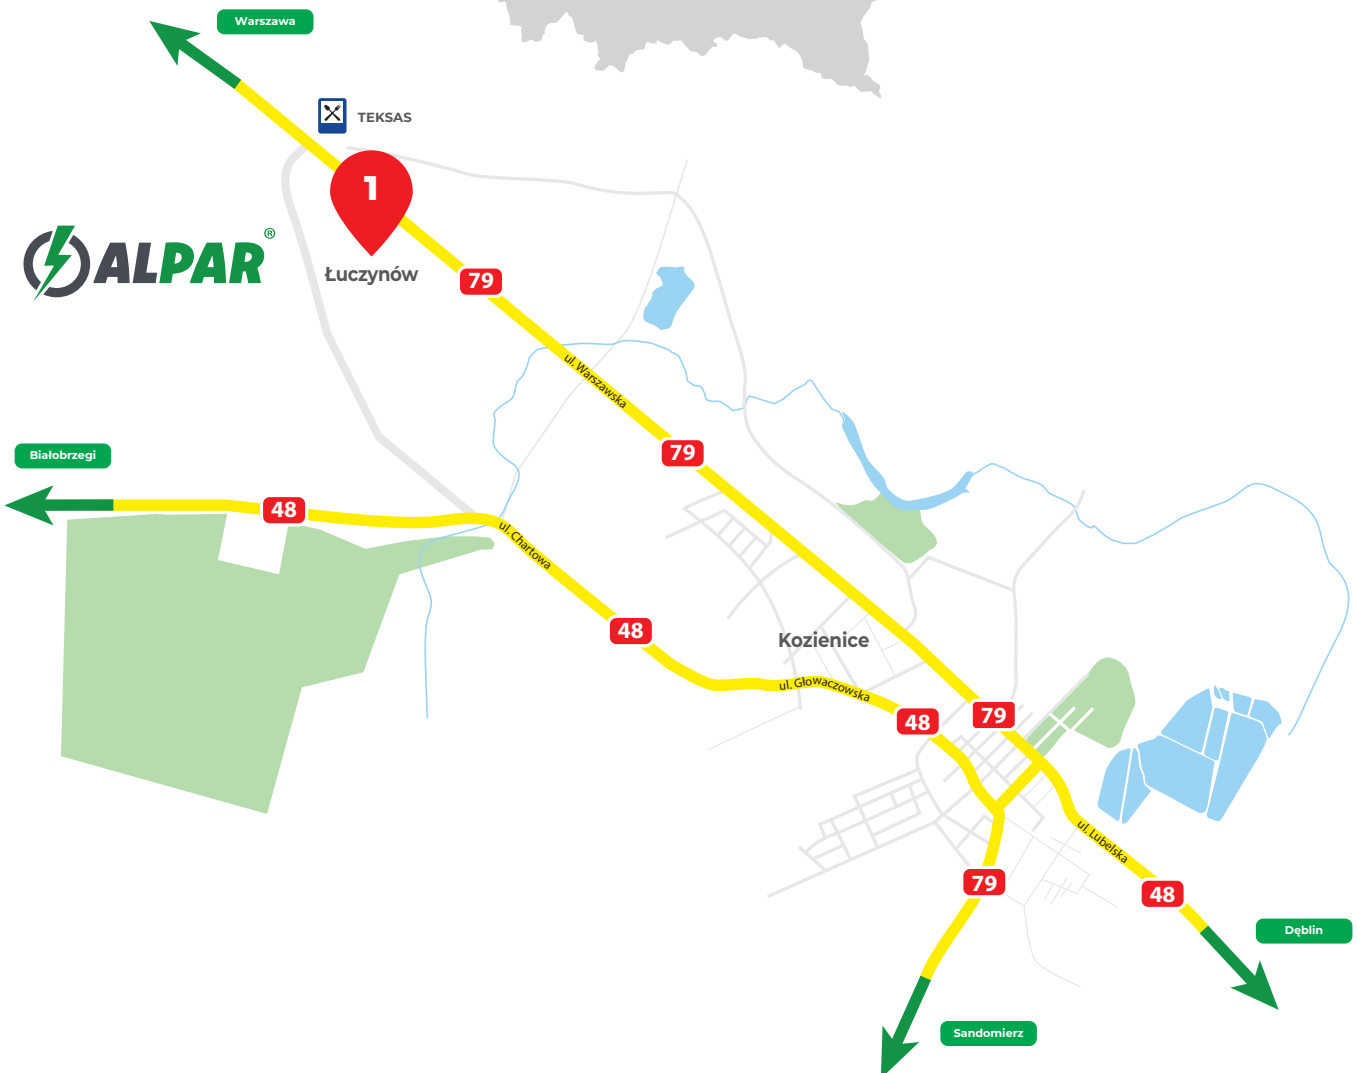 Warszawa
TEKSAS
1
ALPAR®
Łuczynów
79
ul. Warszawska
Białobrzegi
79
48
ul. Chartowa
48
Kozienice
ul. Głowaczowska
48
79
ul. Lubelska
79
48
Dęblin
Sandomierz